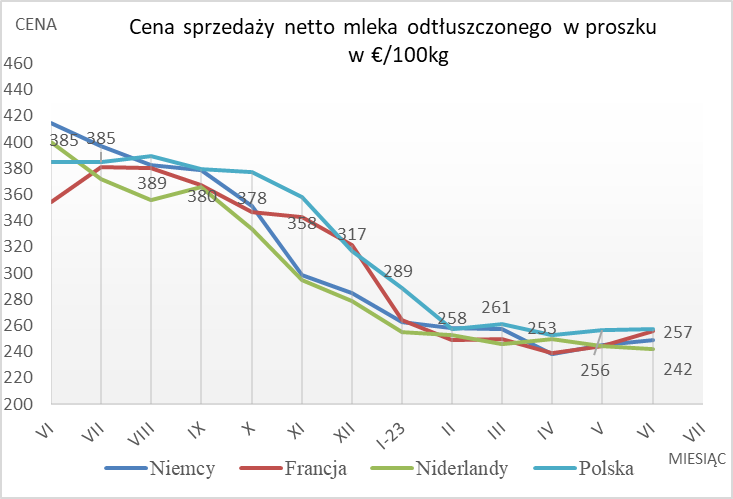 CENA
Cena sprzedaży netto mleka odtłuszczonego w proszku
w €/100kg
460
440
420
400
380
360
340
320
300
280
260
240
220
200
385
385
389
380
378
358
317
289
258
261
253
256
257
242
VI
VII
VIII
IX
X
XI
XII
I-23
II
III
IV
V
VI
VII
MIESIĄC
Niemcy
Francja
Niderlandy
Polska